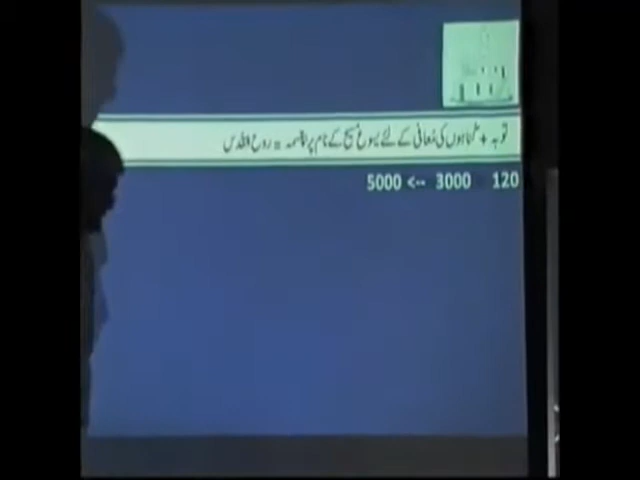 توبہ + گناہوں کی معافی کے لئے یسوع مسیح کے نام پر بپتسمہ = روح القدس
120 3000 --> 5000